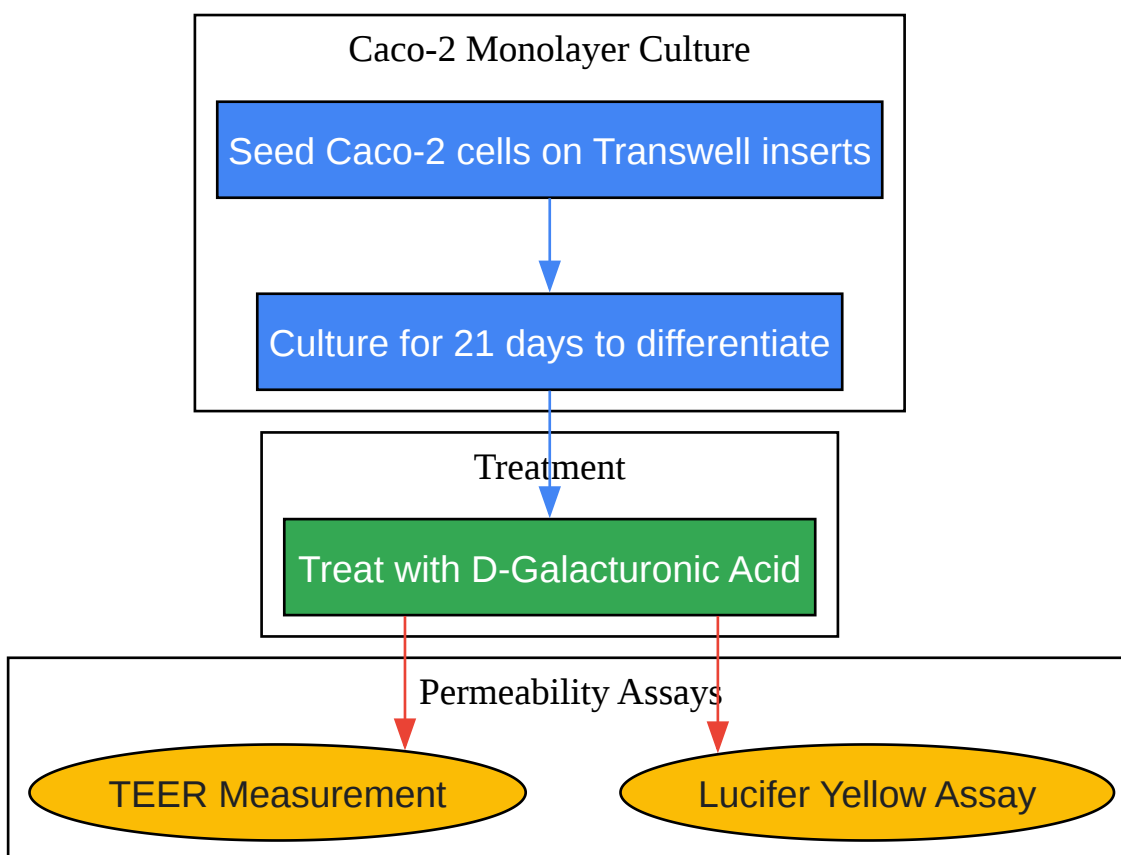 Caco-2 Monolayer Culture
Seed Caco-2 cells on Transwell inserts
Culture for 21 days to differentiate
Treatment
Treat with D-Galacturonic Acid
Permeability Assays
TEER Measurement
Lucifer Yellow Assay